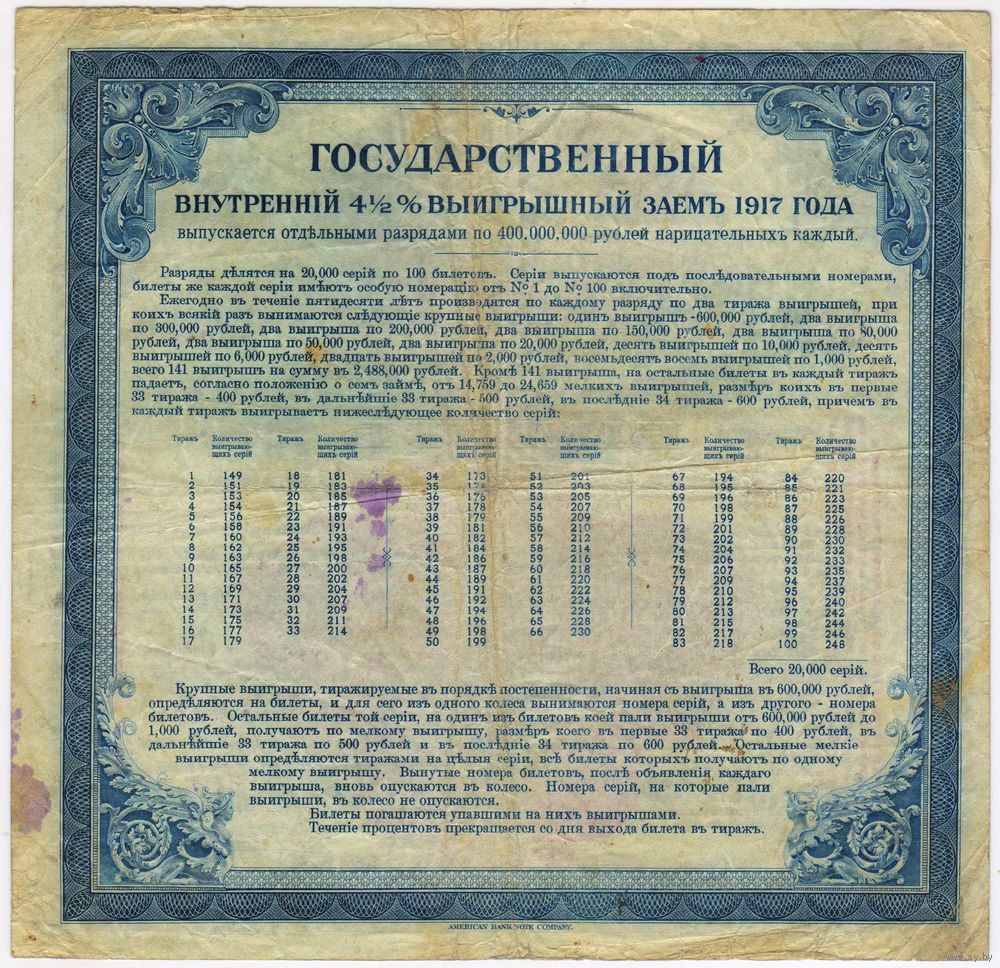 ГОСУДАРСТВЕННЫЙ
ВНУТРЕННІЙ 4½% ВЫИГРЫШНЫЙ ЗАЕМЪ 1917 ГОДА
выпускается отдѣльными разрядами по 400.000.000 рублей нарицательныхъ каждый.
Разряды дѣлятся на 20,000 серій по 100 билетовъ. Серіи выпускаются подъ послѣдовательными номерами,
билеты же каждой серіи имѣютъ особую номерацію отъ № 1 до № 100 включительно.
Ежегодно въ теченіе пятидесяти лѣтъ производятся по каждому разряду по два тиража выигрышей, при
коихъ всякій разъ вынимаются слѣдующіе крупные выигрыши: одинъ выигрышъ -600,000 рублей, два выигрыша
по 300,000 рублей, два выигрыша по 200,000 рублей, два выигрыша по 150,000 рублей, два выигрыша по 80,000
рублей, два выигрыша по 50,000 рублей, два выигрыша по 20,000 рублей, десять выигрышей по 10,000 рублей, десять
выигрышей по 6,000 рублей, двадцать выигрышей по 2,000 рублей, восемьдесятъ восемь выигрышей по 1,000 рублей,
всего 141 выигрышъ на сумму въ 2,488,000 рублей. Кромѣ 141 выигрыша, на остальные билеты въ каждый тиражъ
падаетъ, согласно положенію о семъ займѣ, отъ 14,759 до 24,659 мелкихъ выигрышей, размѣръ коихъ въ первые
33 тиража - 400 рублей, въ дальнѣйшіе 33 тиража - 500 рублей, въ послѣдніе 34 тиража - 600 рублей, причемъ въ
каждый тиражъ выигрываетъ нижеслѣдующее количество серій:
Тиражъ Количество выигрывающихъ серій Тиражъ Количество выигрывающихъ серій Тиражъ Количество выигрывающихъ серій Тиражъ Количество выигрывающихъ серій Тиражъ Количество выигрывающихъ серій Тиражъ Количество выигрывающихъ серій
1 149 18 181 34 173 51 201 67 194 84 220
2 151 19 183 35 52 203 68 195 85 221
3 153 20 185 36 176 53 205 69 196 86 223
4 154 21 187 37 178 54 207 70 198 87 225
5 156 22 189 38 179 55 209 71 199 88 226
6 158 23 191 39 181 56 210 72 201 89 228
7 160 24 193 40 182 57 212 73 202 90 230
8 162 25 195 41 184 58 214 74 204 91 232
9 163 26 198 42 186 59 216 75 206 92 233
10 165 27 200 43 187 60 218 76 207 93 235
11 167 28 202 44 189 61 220 77 209 94 237
12 169 29 204 45 191 62 222 78 210 95 239
13 171 30 207 46 192 63 224 79 212 96 240
14 173 31 209 47 194 64 226 80 213 97 242
15 175 32 211 48 196 65 228 81 215 98 244
16 177 33 214 49 198 66 230 82 217 99 246
17 179 50 199 83 218 100 248
Всего 20,000 серій.
Крупные выигрыши, тиражируемые въ порядкѣ постепенности, начиная съ выигрыша въ 600,000 рублей,
опредѣляются на билеты, и для сего изъ одного колеса вынимаются номера серій, а изъ другого - номера
билетовъ. Остальные билеты той серіи, на одинъ изъ билетовъ коей пали выигрыши отъ 600,000 рублей до
1,000 рублей, получаютъ по мелкому выигрышу, размѣръ коего въ первые 33 тиража по 400 рублей, въ
дальнѣйшіе 33 тиража по 500 рублей и въ послѣдніе 34 тиража по 600 рублей. Остальные мелкіе
выигрыши опредѣляются тиражами на цѣлыя серіи, всѣ билеты которыхъ получаютъ по одному
мелкому выигрышу. Вынутые номера билетовъ, послѣ объявленія каждаго
выигрыша, вновь опускаются въ колесо. Номера серій, на которые пали
выигрыши, въ колесо не опускаются.
Билеты погашаются упавшими на нихъ выигрышами.
Теченіе процентовъ прекращается со дня выхода билета въ тиражъ.
AMERICAN BANK NOTE COMPANY.
www.ay.by